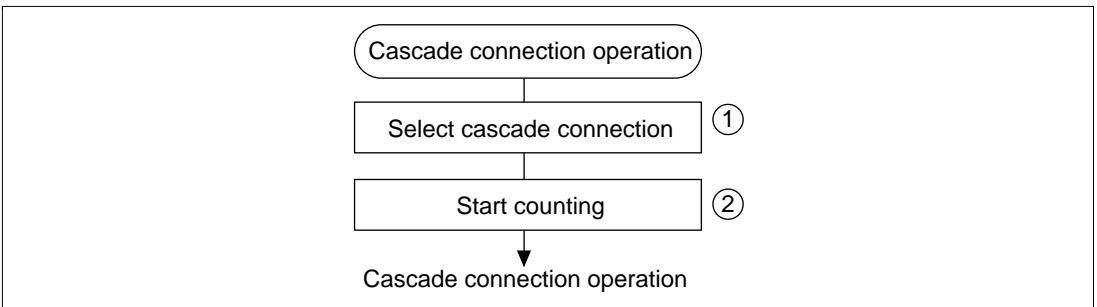 Cascade connection operation
Select cascade connection
1
Start counting
2
Cascade connection operation